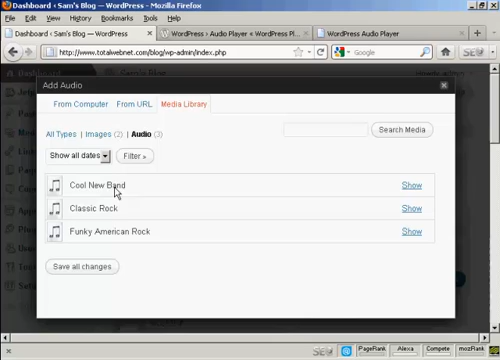 Dashboard ‹ Sam's Blog — WordPress - Mozilla Firefox
File Edit View History Bookmarks Tools Help
Dashboard ‹ Sam's Blog — WordPress × WordPress › Audio Player « WordPress Pl... × WordPress Audio Player
http://www.totalwebnet.com/blog/wp-admin/index.php
Google
Add Audio
From Computer From URL Media Library
All Types Images (2) Audio (3)
Search Media
Show all dates Filter »
Cool New Band Show
Classic Rock Show
Funky American Rock Show
Save all changes
PageRank Alexa Compete mozRank